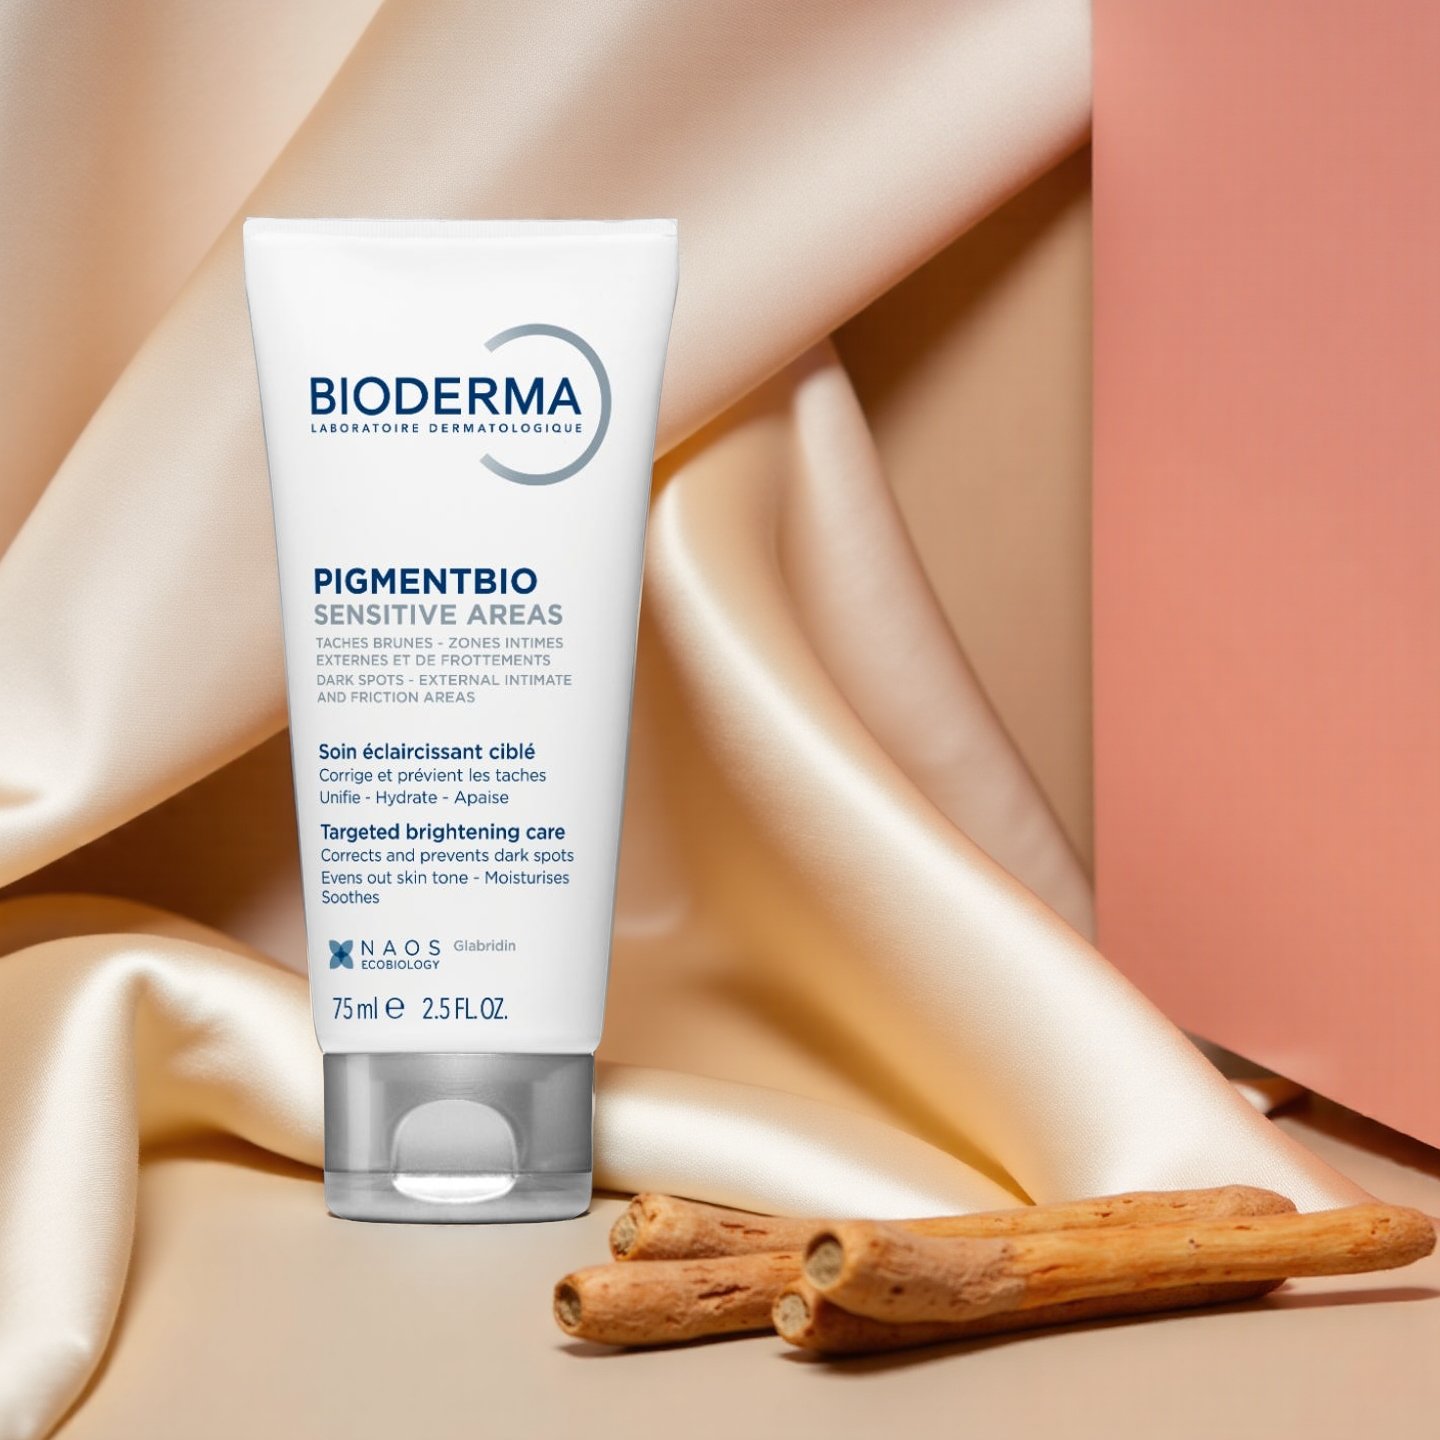 BIODERMA
LABORATOIRE DERMATOLOGIQUE
PIGMENTBIO
SENSITIVE AREAS
TACHES BRUNES - ZONES INTIMES
EXTERNES ET DE FROTTEMENTS
DARK SPOTS - EXTERNAL INTIMATE
AND FRICTION AREAS
Soin éclaircissant ciblé
Corrige et prévient les taches
Unifie - Hydrate - Apaise
Targeted brightening care
Corrects and prevents dark spots
Evens out skin tone - Moisturises
Soothes
NAOS Glabridin
ECOBIOLOGY
75 ml ℮ 2.5 FL.OZ.